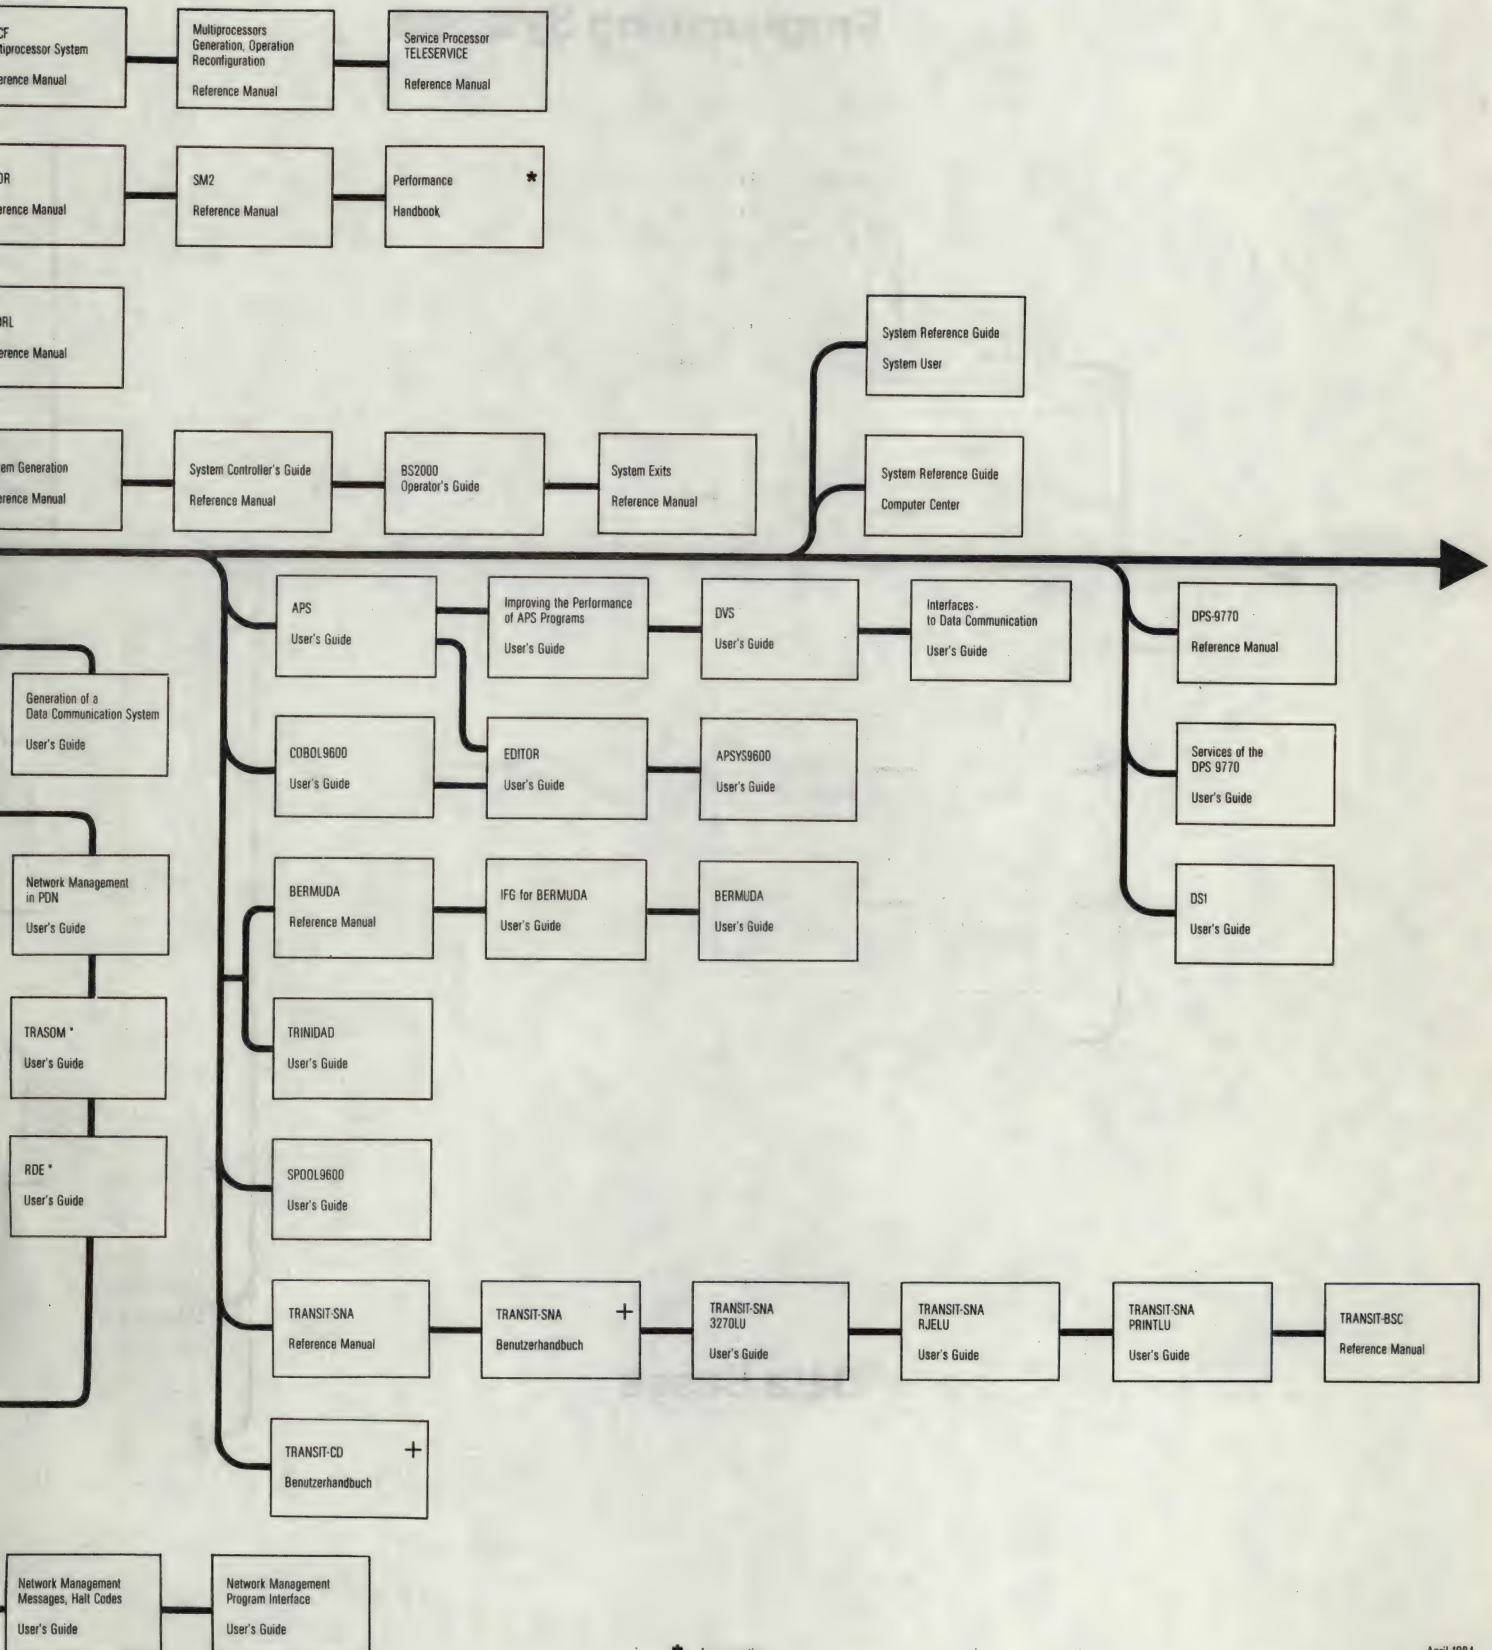 Multiprocessors
Generation, Operation
Reconfiguration
Reference Manual
Service Processor
TELESERVICE
Reference Manual
SM2
Reference Manual
Performance *
Handbook
System Reference Guide
System User
System Controller's Guide
Reference Manual
BS2000
Operator's Guide
System Exits
Reference Manual
System Reference Guide
Computer Center
APS
User's Guide
Improving the Performance
of APS Programs
User's Guide
DVS
User's Guide
Interfaces
to Data Communication
User's Guide
DPS-9770
Reference Manual
Generation of a
Data Communication System
User's Guide
COBOL9600
User's Guide
EDITOR
User's Guide
APSYS9600
User's Guide
Services of the
DPS 9770
User's Guide
Network Management
in PDN
User's Guide
BERMUDA
Reference Manual
IFG for BERMUDA
User's Guide
BERMUDA
User's Guide
DS1
User's Guide
TRASOM *
User's Guide
TRINIDAD
User's Guide
RDE *
User's Guide
SPOOL9600
User's Guide
TRANSIT-SNA
Reference Manual
TRANSIT-SNA +
Benutzerhandbuch
TRANSIT-SNA
3270LU
User's Guide
TRANSIT-SNA
RJELU
User's Guide
TRANSIT-SNA
PRINTLU
User's Guide
TRANSIT-BSC
Reference Manual
TRANSIT-CD +
Benutzerhandbuch
Network Management
Messages, Halt Codes
User's Guide
Network Management
Program Interface
User's Guide
April 1984